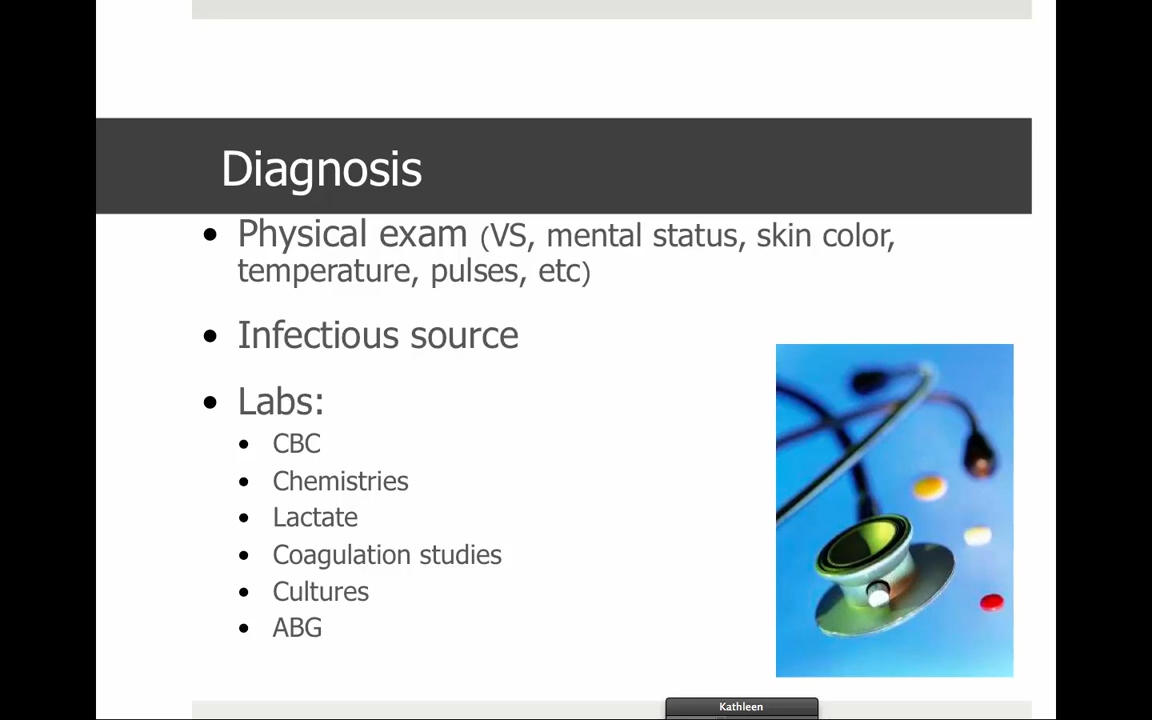 Diagnosis
• Physical exam (VS, mental status, skin color,
temperature, pulses, etc)
• Infectious source
• Labs:
• CBC
• Chemistries
• Lactate
• Coagulation studies
• Cultures
• ABG
Kathleen